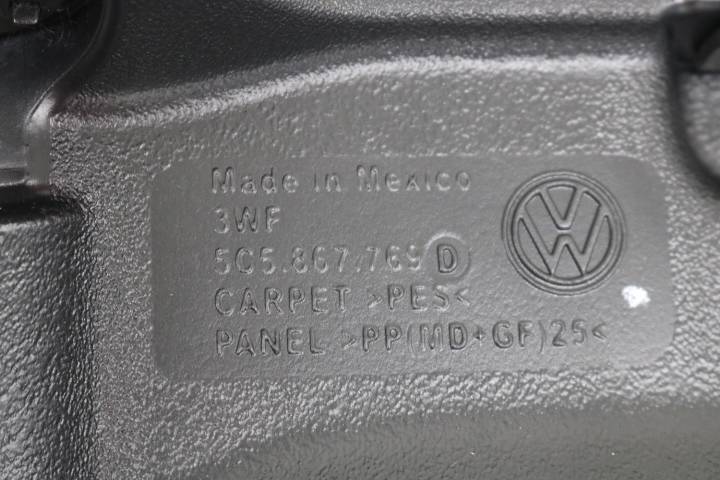 Made in Mexico
3WF
5C5.867.769 D
CARPET >PES<
PANEL >PP(MD+GF)25<